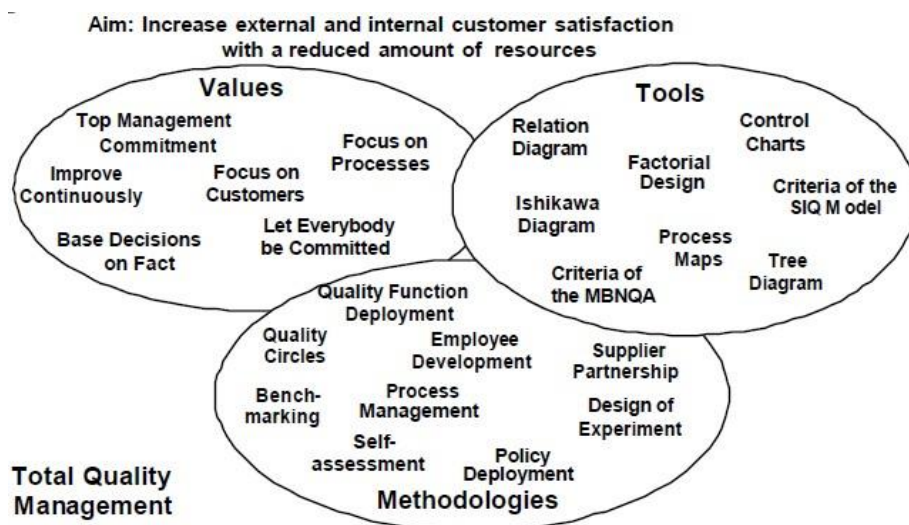 Aim: Increase external and internal customer satisfaction
with a reduced amount of resources
Values
Top Management
Commitment
Focus on
Processes
Improve
Continuously
Focus on
Customers
Base Decisions
on Fact
Let Everybody
be Committed
Tools
Relation
Diagram
Control
Charts
Factorial
Design
Criteria of the
SIQ Model
Ishikawa
Diagram
Process
Maps
Tree
Diagram
Criteria of
the MBNQA
Quality Function
Deployment
Quality
Circles
Employee
Development
Supplier
Partnership
Bench-
marking
Process
Management
Design of
Experiment
Self-
assessment
Policy
Deployment
Methodologies
Total Quality
Management